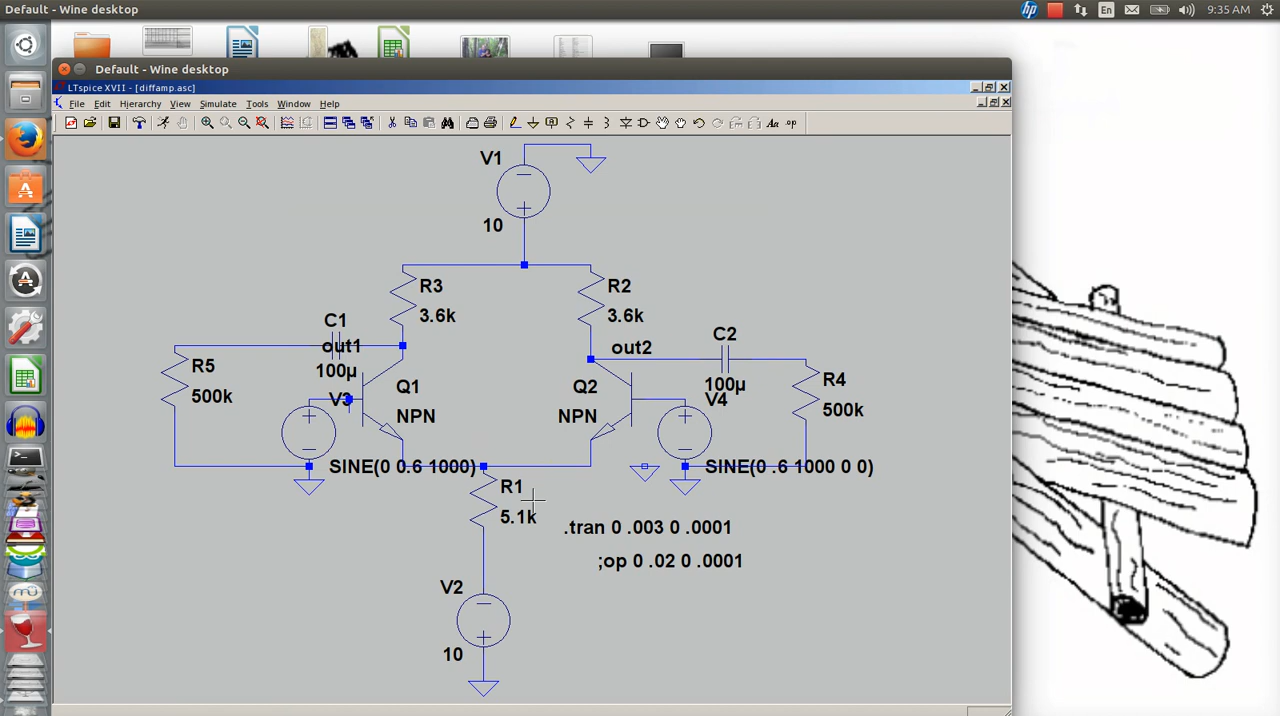 Default - Wine desktop
En
9:35 AM
Default - Wine desktop
LTspice XVII - [diffamp.asc]
File Edit Hierarchy View Simulate Tools Window Help
Aa .op
V1
10
R3
3.6k
R2
3.6k
C1
out1
100µ
R5
500k
out2
C2
100µ
R4
500k
V3
Q1
NPN
Q2
NPN
V4
SINE(0 0.6 1000)
SINE(0 .6 1000 0 0)
R1
5.1k
.tran 0 .003 0 .0001
;op 0 .02 0 .0001
V2
10